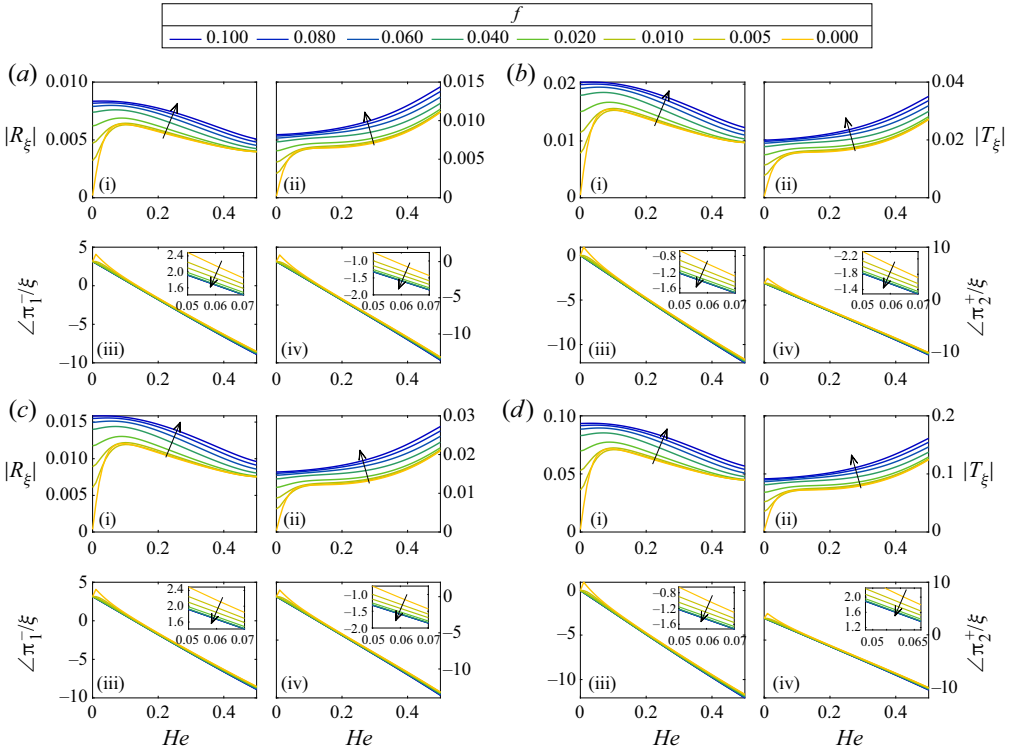 f
0.100 0.080 0.060 0.040 0.020 0.010 0.005 0.000
(a) (b)
0.010 0.015 0.02 0.04
|R_ξ| 0.005 0.010 0.005 0.01 0.02 |T_ξ|
0 (i) (ii) 0 0 (i) (ii) 0
0 0.2 0.4 0 0.2 0.4 0 0.2 0.4 0 0.2 0.4
5 0 −5 −10 ∠π₁⁻/ξ (iii)
2.4 2.0 1.6 0.05 0.06 0.07
0 −5 −10 (iv)
−1.0 −1.5 −2.0 0.05 0.06 0.07
0 −5 −10 (iii)
−0.8 −1.2 −1.6 0.05 0.06 0.07
10 0 −10 ∠π₂⁺/ξ (iv)
−2.2 −1.8 −1.4 0.05 0.06 0.07
0 0.2 0.4 0 0.2 0.4 0 0.2 0.4 0 0.2 0.4
(c) (d)
0.015 0.03 0.10 0.2
|R_ξ| 0.010 0.005 0.02 0.01 0.05 0.1 |T_ξ|
0 (i) (ii) 0 0 (i) (ii) 0
0 0.2 0.4 0 0.2 0.4 0 0.2 0.4 0 0.2 0.4
5 0 −5 −10 ∠π₁⁻/ξ (iii)
2.4 2.0 1.6 0.05 0.06 0.07
0 −5 −10 (iv)
−1.0 −1.5 −2.0 0.05 0.06 0.07
0 −5 −10 (iii)
−0.8 −1.2 −1.6 0.05 0.06 0.07
10 0 −10 ∠π₂⁺/ξ (iv)
2.0 1.6 1.2 0.05 0.065
0 0.2 0.4 0 0.2 0.4 0 0.2 0.4 0 0.2 0.4
He He He He